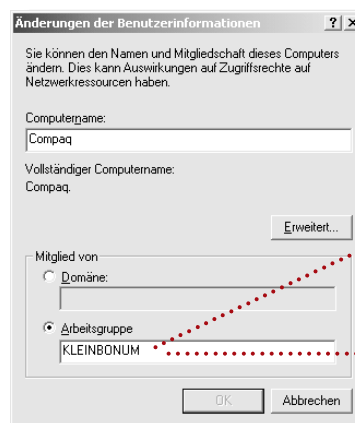 Änderungen der Benutzerinformationen
Sie können den Namen und Mitgliedschaft dieses Computers
ändern. Dies kann Auswirkungen auf Zugriffsrechte auf
Netzwerkressourcen haben.
Computername:
Compaq
Vollständiger Computername:
Compaq.
Erweitert...
Mitglied von
Domäne:
Arbeitsgruppe
KLEINBONUM
OK Abbrechen